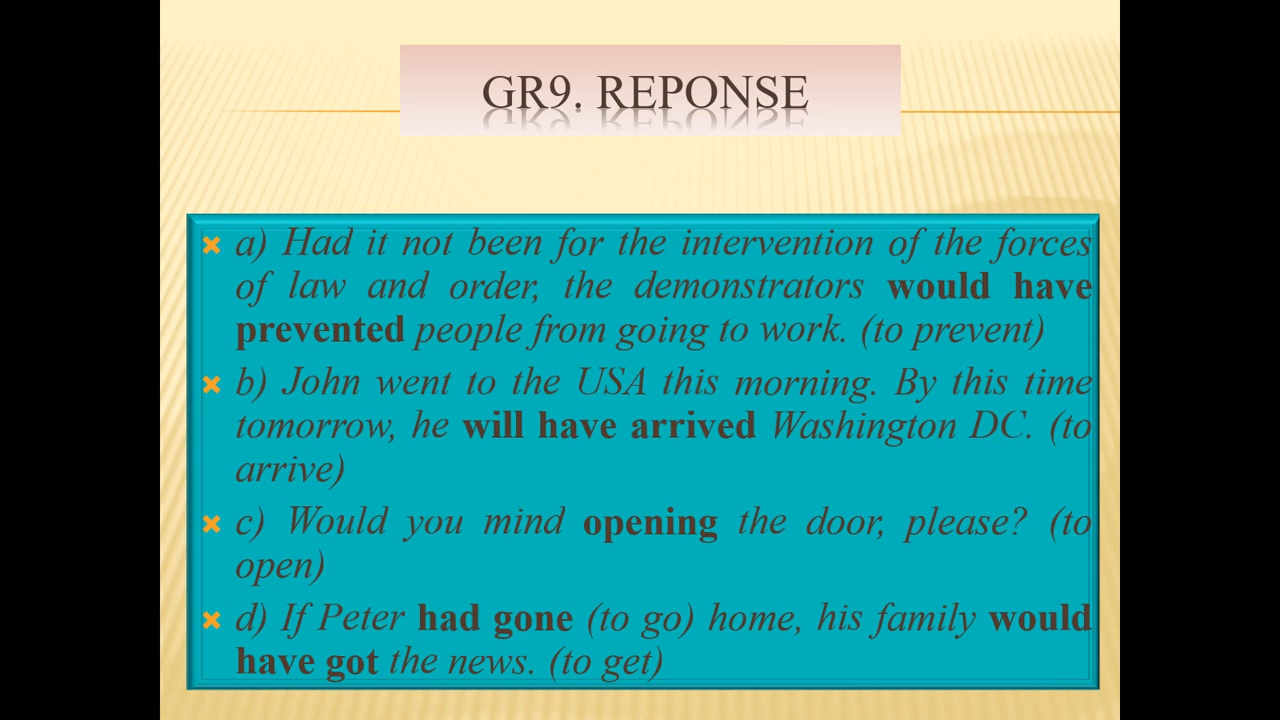 GR9. REPONSE
a) Had it not been for the intervention of the forces
of law and order, the demonstrators would have
prevented people from going to work. (to prevent)
b) John went to the USA this morning. By this time
tomorrow, he will have arrived Washington DC. (to
arrive)
c) Would you mind opening the door, please? (to
open)
d) If Peter had gone (to go) home, his family would
have got the news. (to get)